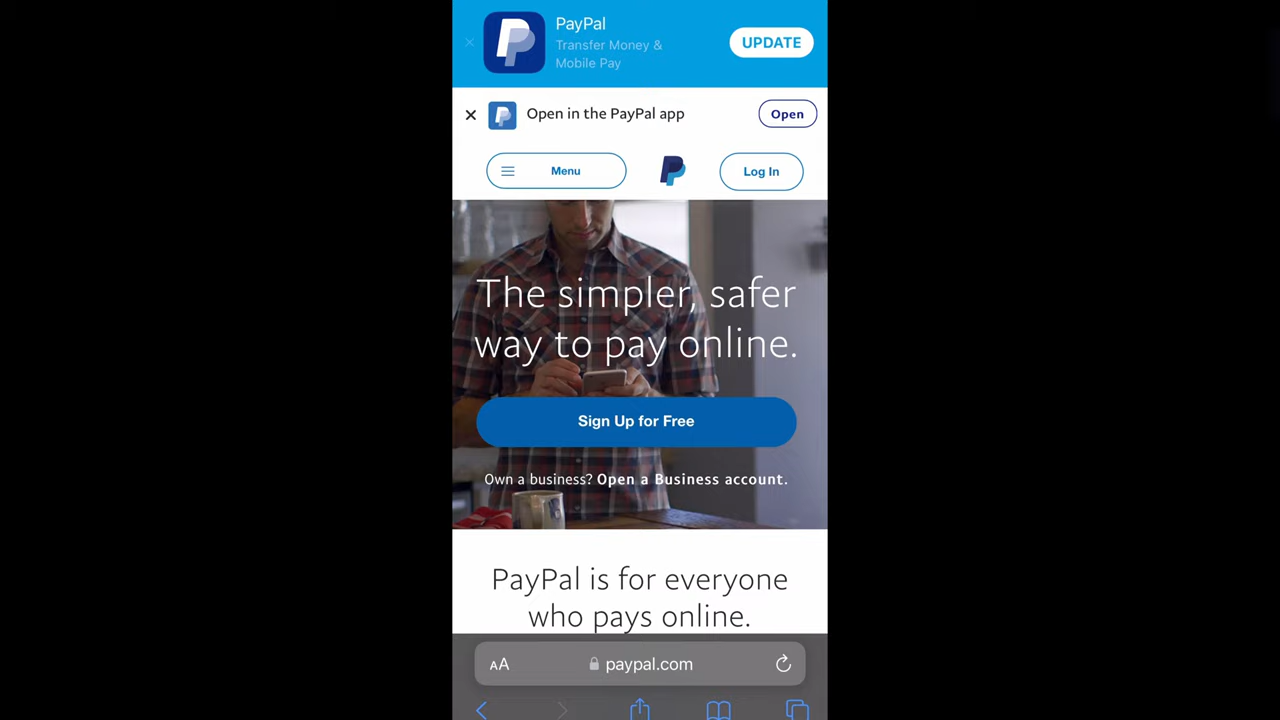 PayPal
Transfer Money &
Mobile Pay
UPDATE
Open in the PayPal app
Open
Menu
Log In
The simpler, safer
way to pay online.
Sign Up for Free
Own a business? Open a Business account.
PayPal is for everyone
who pays online.
AA
paypal.com